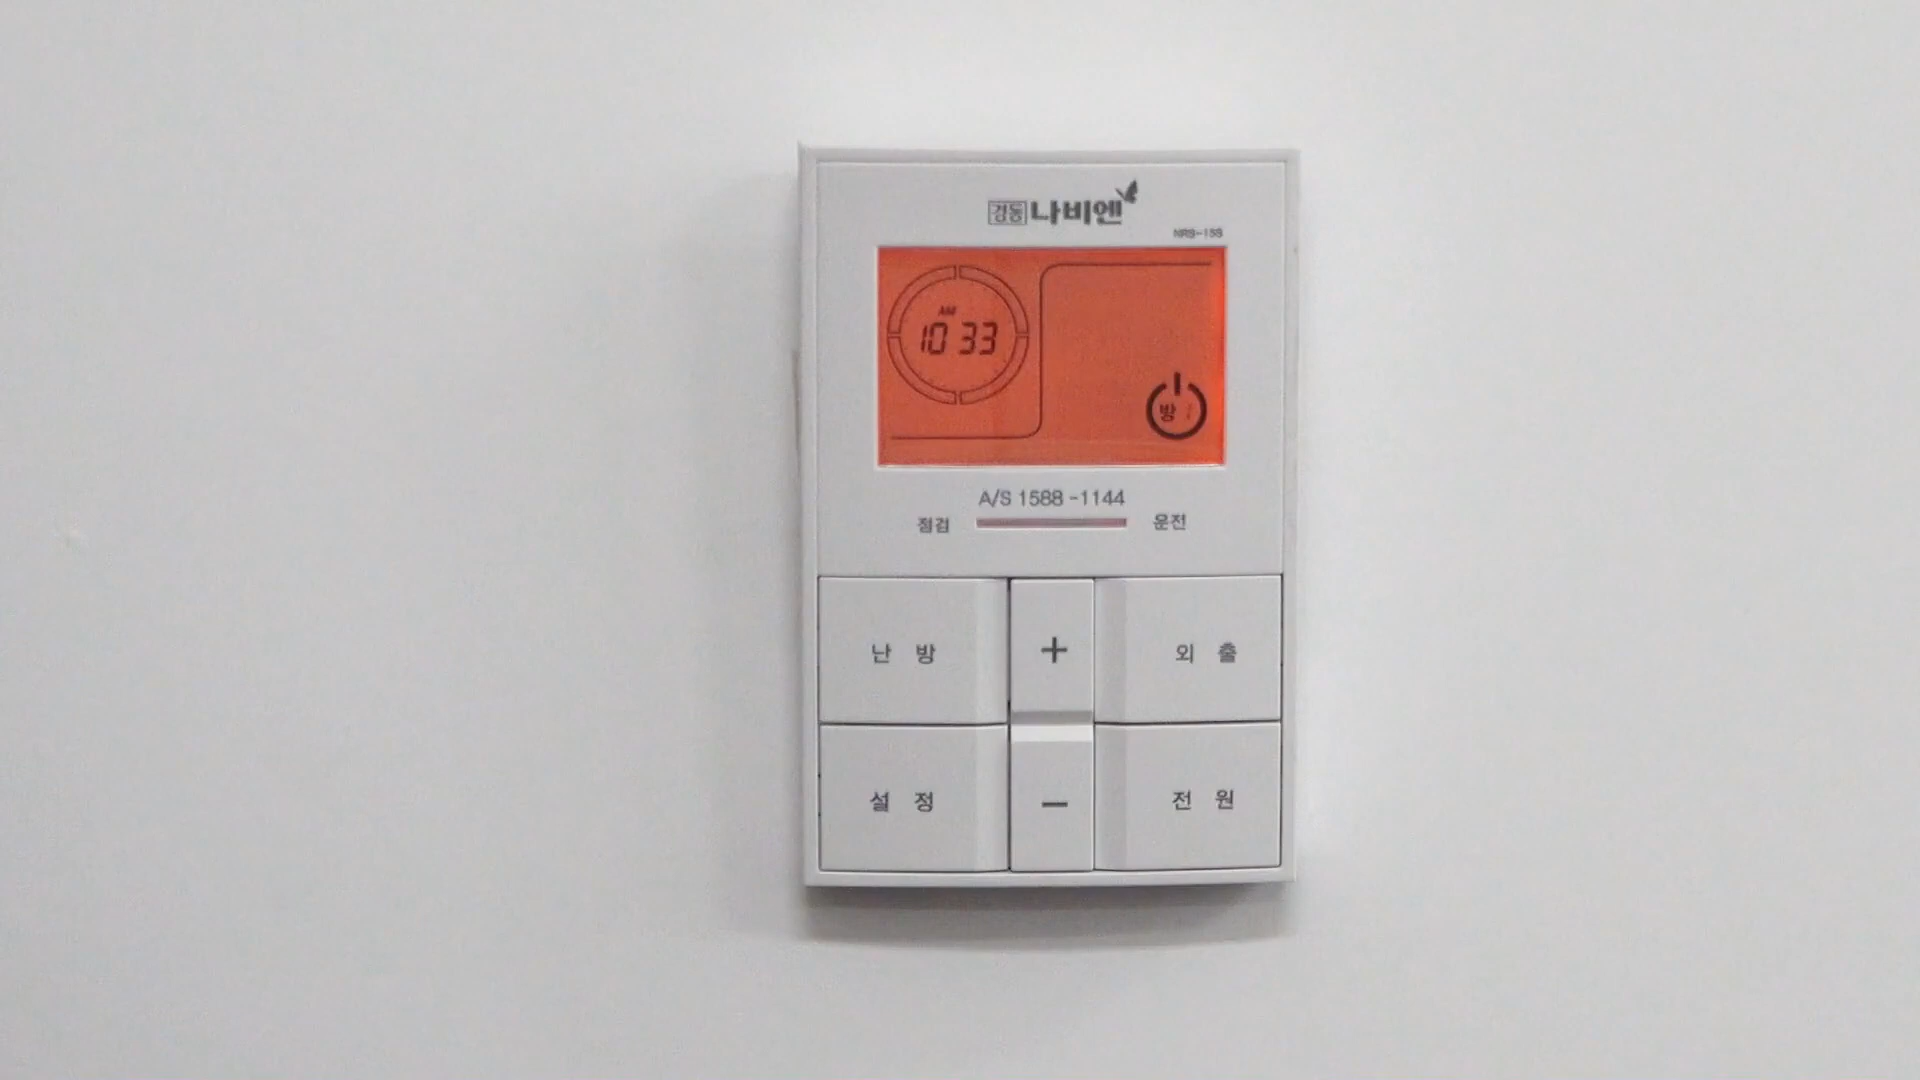 경동 나비엔
NRS-15S
AM
10 33
방 1
A/S 1588-1144
점검 운전
난 방 + 외 출
설 정 − 전 원